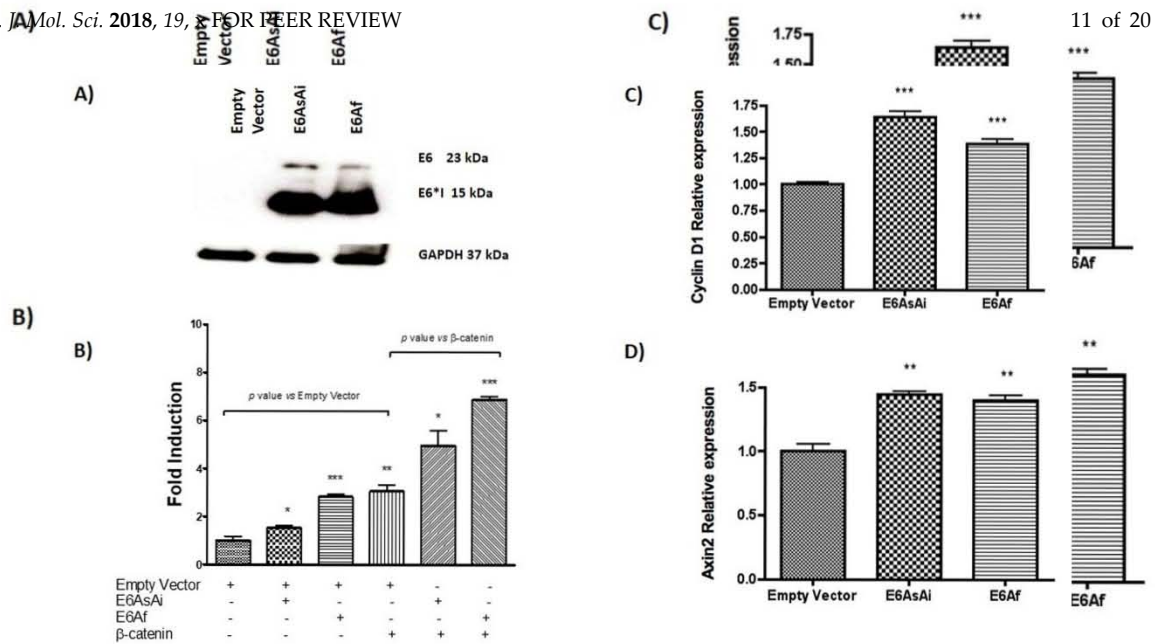 . J. Mol. Sci. 2018, 19, x FOR PEER REVIEW
11 of 20
A)
Empty
Vector
E6AsAi
E6Af
A)
Empty
Vector
E6AsAi
E6Af
E6 23 kDa
E6*I 15 kDa
GAPDH 37 kDa
B)
B)
Fold Induction
10
8
6
4
2
0
p value vs Empty Vector
p value vs β-catenin
*
***
**
*
***
Empty Vector + + + + - -
E6AsAi - + - - + -
E6Af - - + - - +
β-catenin - - - + + +
C)
ession
1.75
1.50
***
***
6Af
C)
Cyclin D1 Relative expression
1.75
1.50
1.25
1.00
0.75
0.50
0.25
0.00
***
***
Empty Vector E6AsAi E6Af
D)
Axin2 Relative expression
1.5
1.0
0.5
0.0
**
**
Empty Vector E6AsAi E6Af
**
E6Af